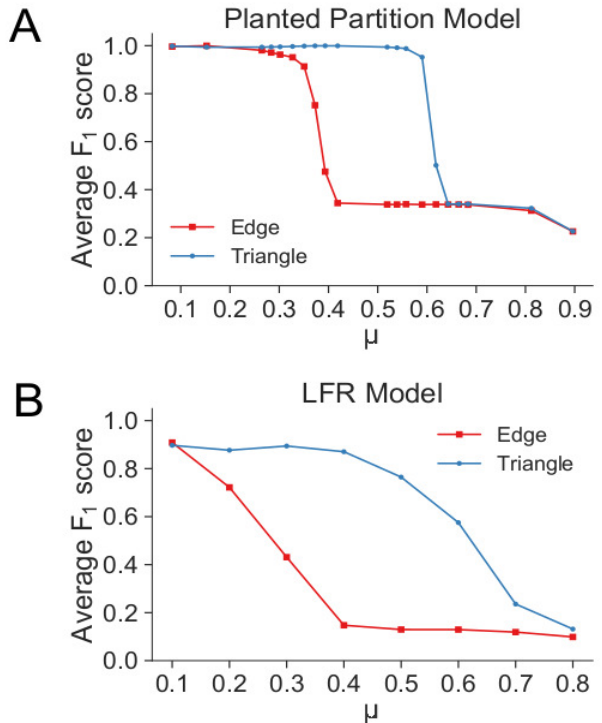 A
Planted Partition Model
Average F₁ score
1.0
0.8
0.6
0.4
0.2
0.0
Edge
Triangle
0.1 0.2 0.3 0.4 0.5 0.6 0.7 0.8 0.9
μ
B
LFR Model
Average F₁ score
1.0
0.8
0.6
0.4
0.2
0.0
Edge
Triangle
0.1 0.2 0.3 0.4 0.5 0.6 0.7 0.8
μ